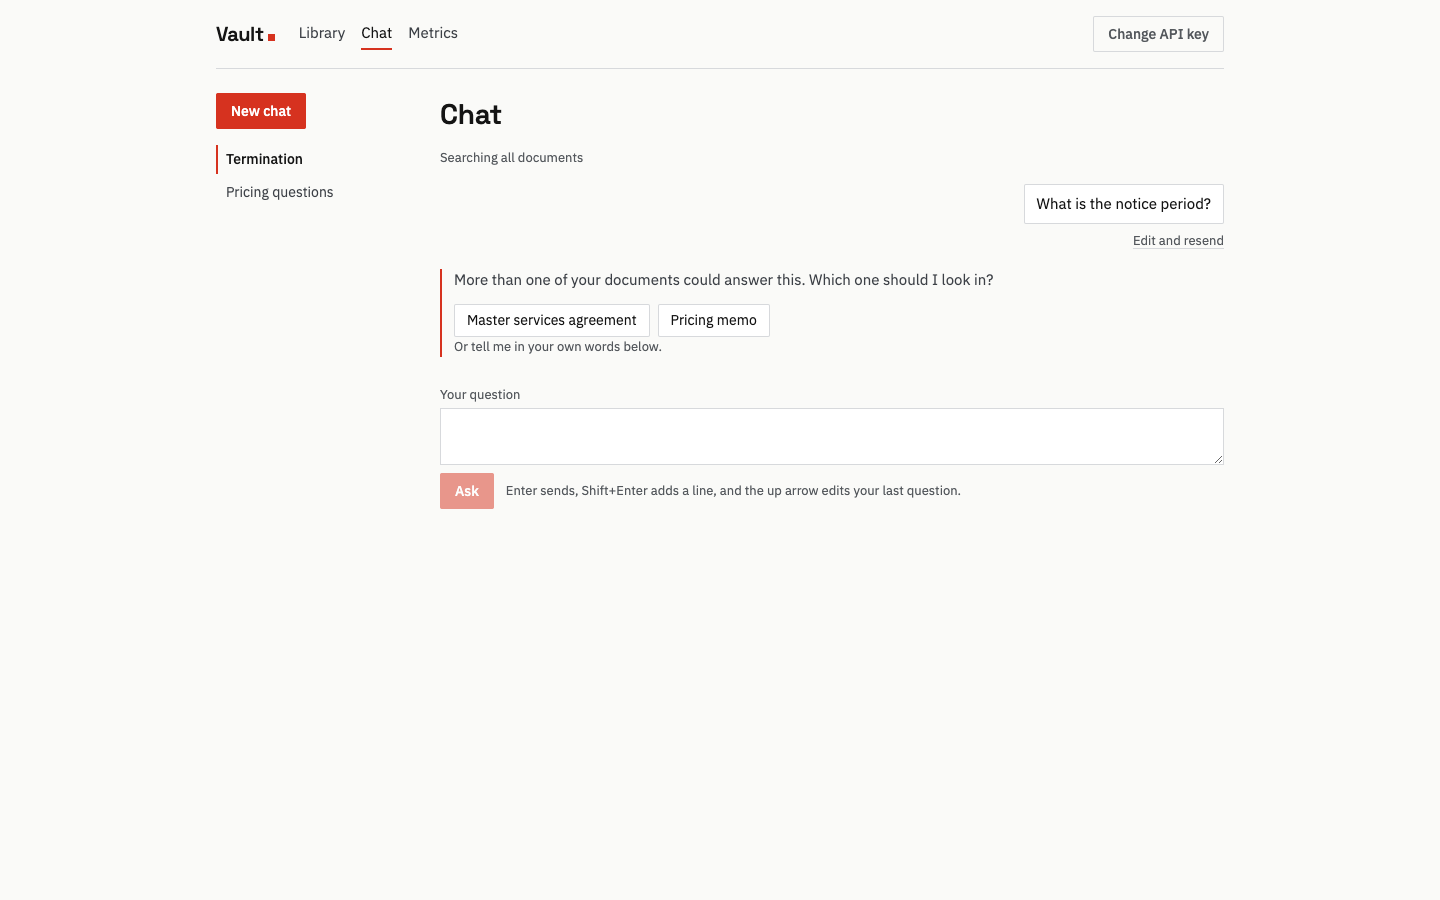 Vault
Library
Chat
Metrics
Change API key
New chat
Termination
Pricing questions
Chat
Searching all documents
What is the notice period?
Edit and resend
More than one of your documents could answer this. Which one should I look in?
Master services agreement
Pricing memo
Or tell me in your own words below.
Your question
Ask
Enter sends, Shift+Enter adds a line, and the up arrow edits your last question.